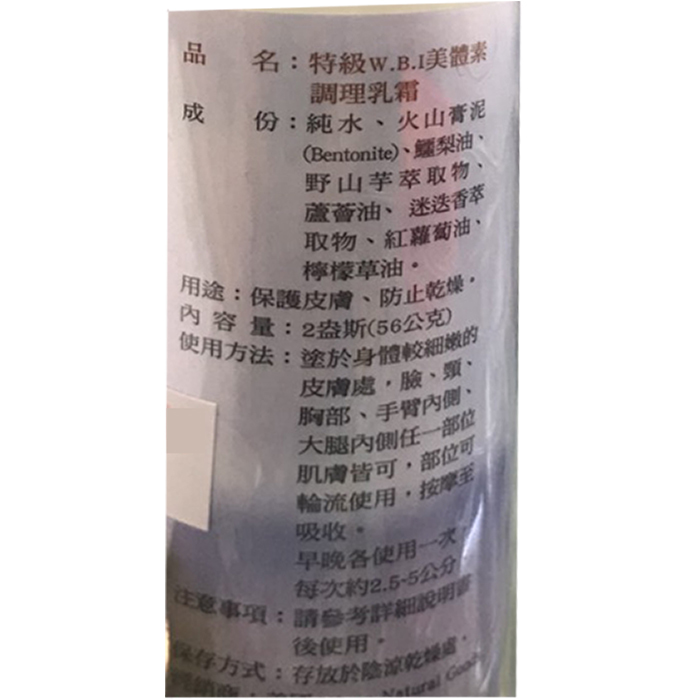 品　名：特級W.B.I美體素
調理乳霜
成　份：純水、火山膏泥
(Bentonite)、鱷梨油、
野山芋萃取物、
蘆薈油、迷迭香萃
取物、紅蘿蔔油、
檸檬草油。
用途：保護皮膚、防止乾燥。
內容量：2盎斯(56公克)
使用方法：塗於身體較細嫩的
皮膚處，臉、頸、
胸部、手臂內側、
大腿內側任一部位
肌膚皆可，部位可
輪流使用，按摩至
吸收。
早晚各使用一次，
每次約2.5-5公分
注意事項：請參考詳細說明書
後使用。
保存方式：存放於陰涼乾燥處。
Natural Goods